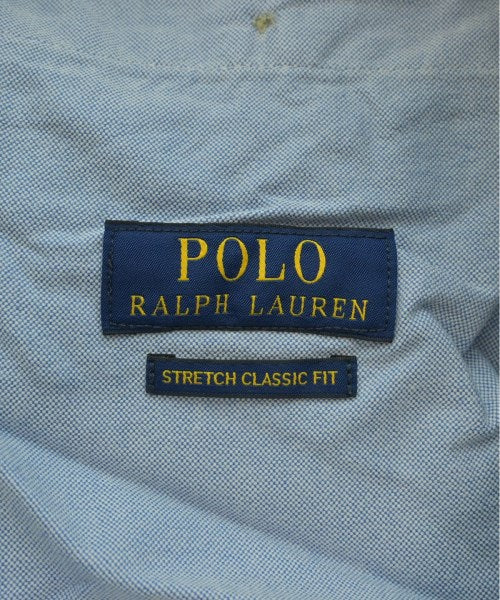 POLO
RALPH LAUREN
STRETCH CLASSIC FIT